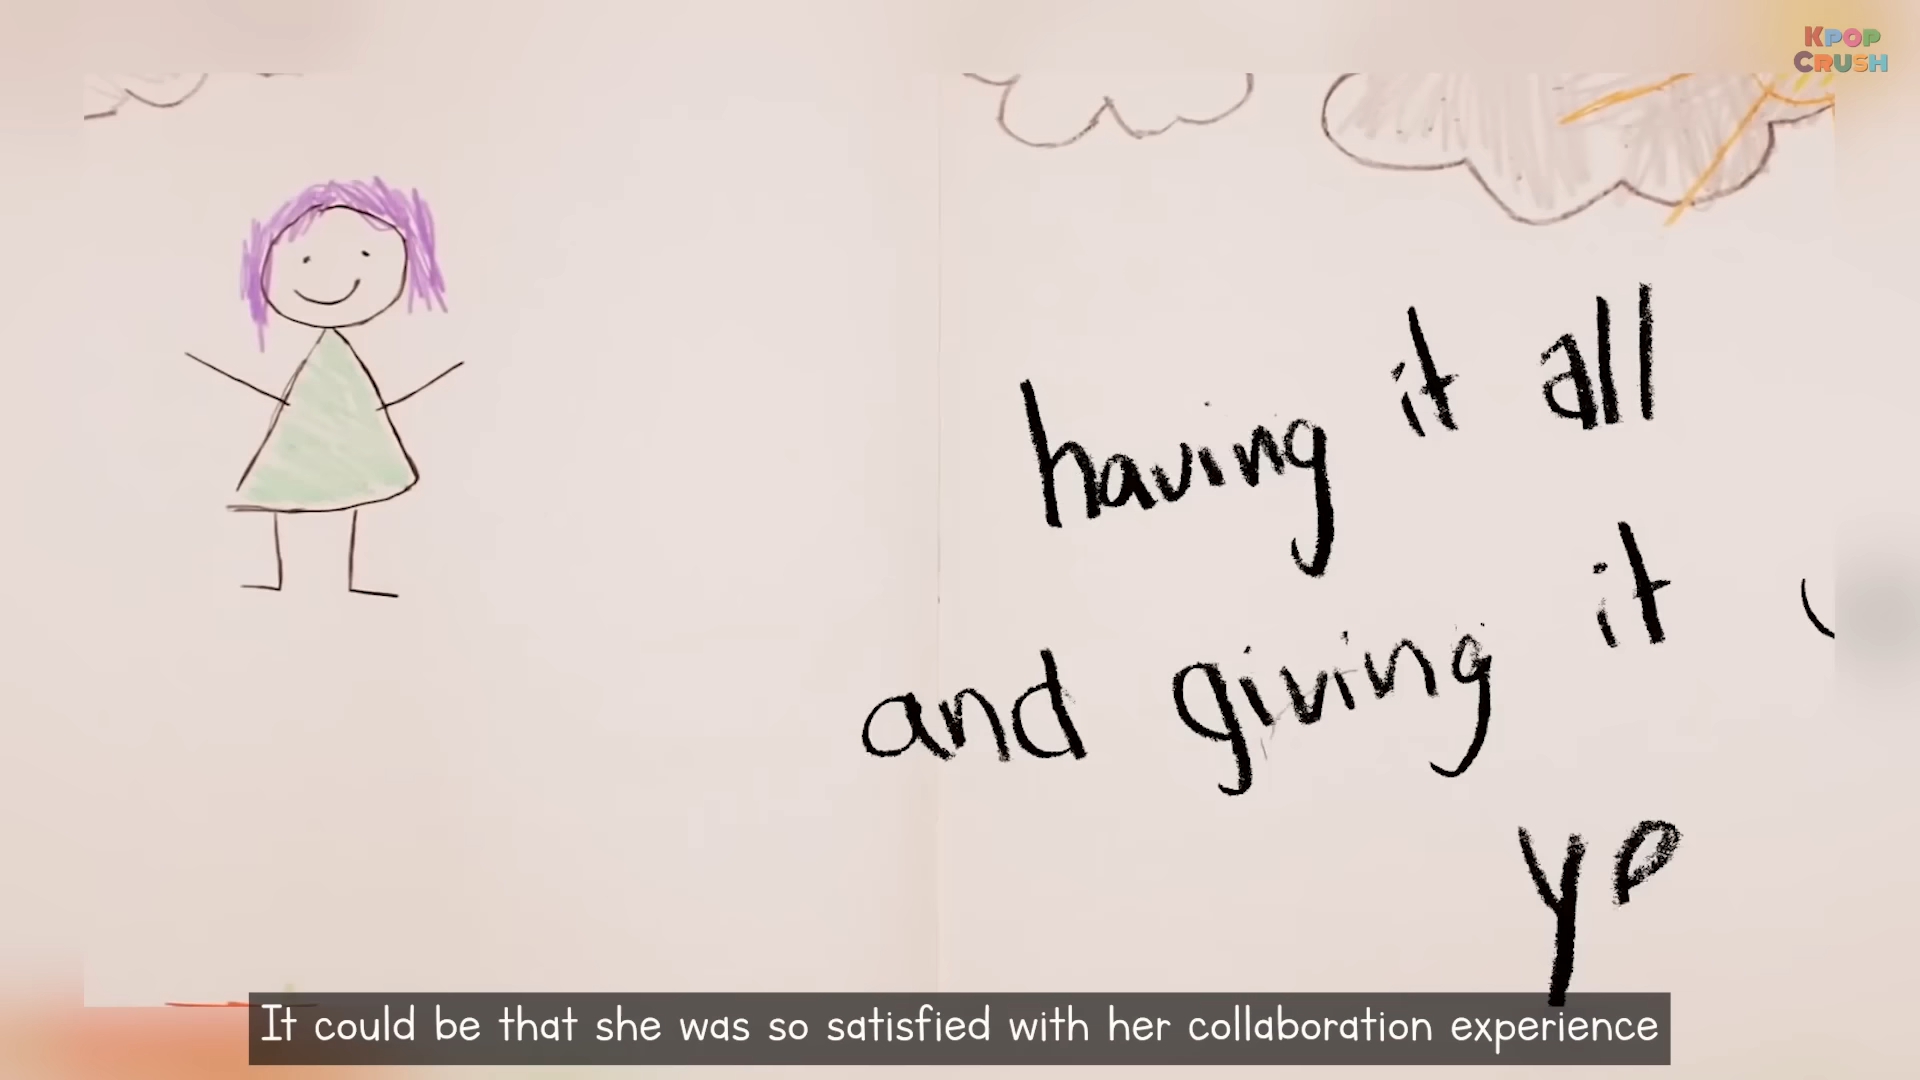 KPOP
CRUSH
having it all
and giving it
It could be that she was so satisfied with her collaboration experience